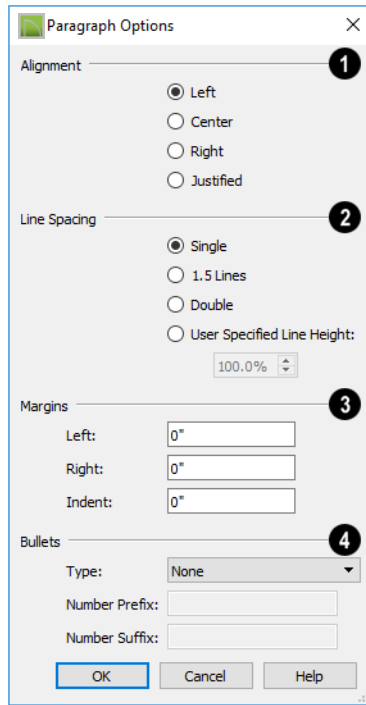 Paragraph Options
Alignment 1
Left
Center
Right
Justified
Line Spacing 2
Single
1.5 Lines
Double
User Specified Line Height:
100.0%
Margins 3
Left: 0"
Right: 0"
Indent: 0"
Bullets 4
Type: None
Number Prefix:
Number Suffix:
OK Cancel Help